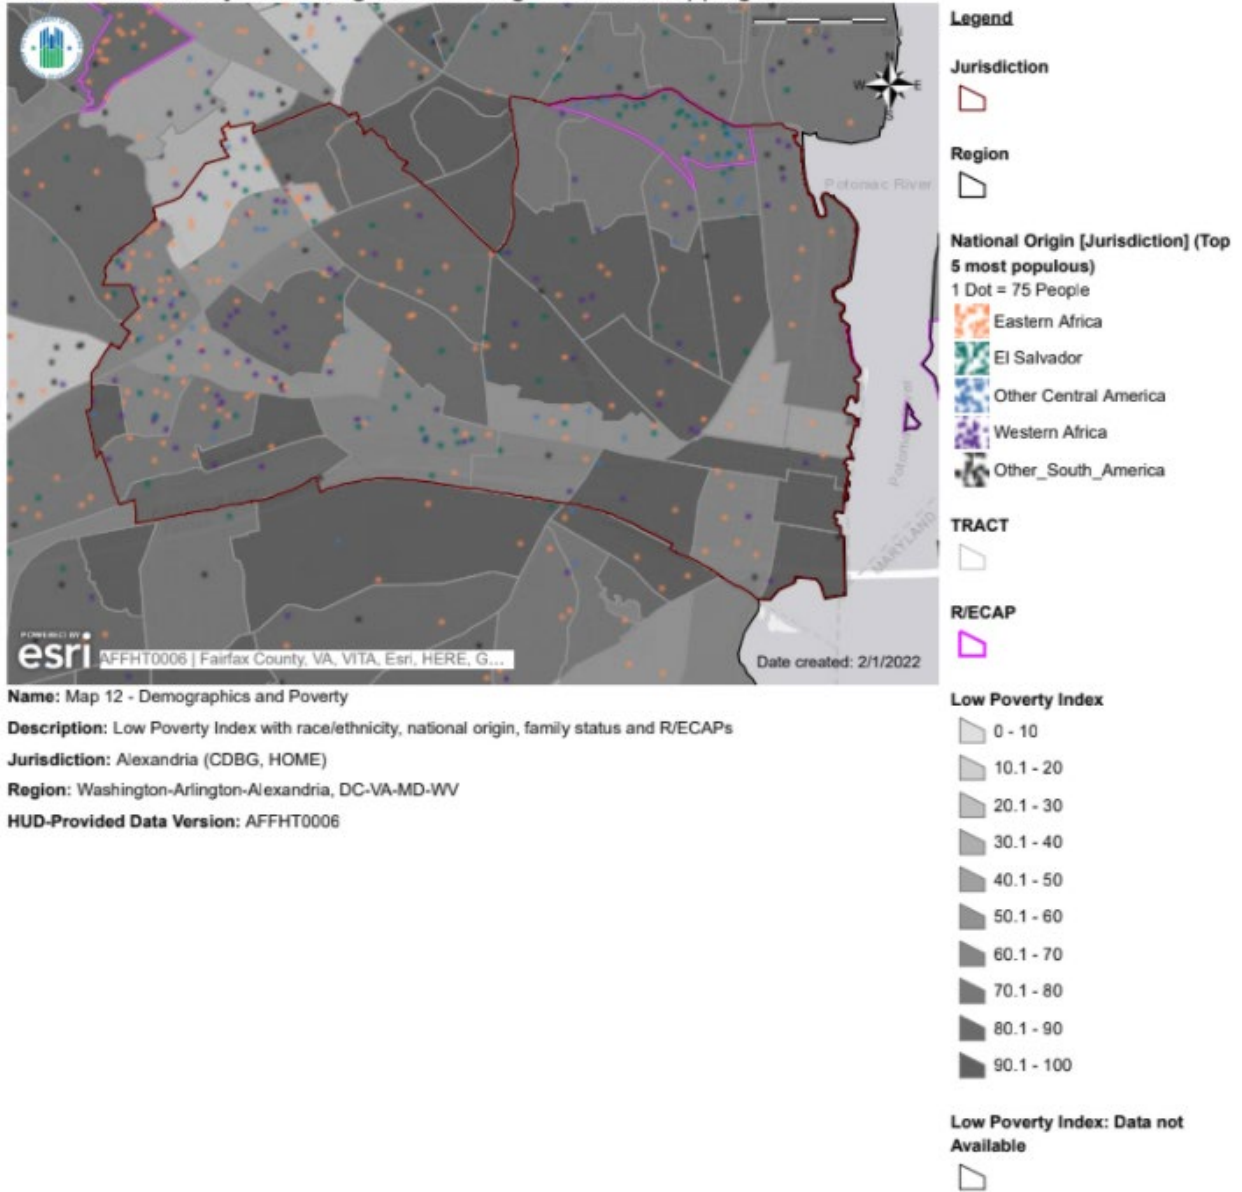 Legend
Jurisdiction
Region
National Origin [Jurisdiction] (Top
5 most populous)
1 Dot = 75 People
Eastern Africa
El Salvador
Other Central America
Western Africa
Other_South_America
TRACT
R/ECAP
Low Poverty Index
0 - 10
10.1 - 20
20.1 - 30
30.1 - 40
40.1 - 50
50.1 - 60
60.1 - 70
70.1 - 80
80.1 - 90
90.1 - 100
Low Poverty Index: Data not
Available
N
W E
S
Potomac River
MARYLAND
POWERED BY
esri
AFFHT0006 | Fairfax County, VA, VITA, Esri, HERE, G...
Date created: 2/1/2022
Name: Map 12 - Demographics and Poverty
Description: Low Poverty Index with race/ethnicity, national origin, family status and R/ECAPs
Jurisdiction: Alexandria (CDBG, HOME)
Region: Washington-Arlington-Alexandria, DC-VA-MD-WV
HUD-Provided Data Version: AFFHT0006